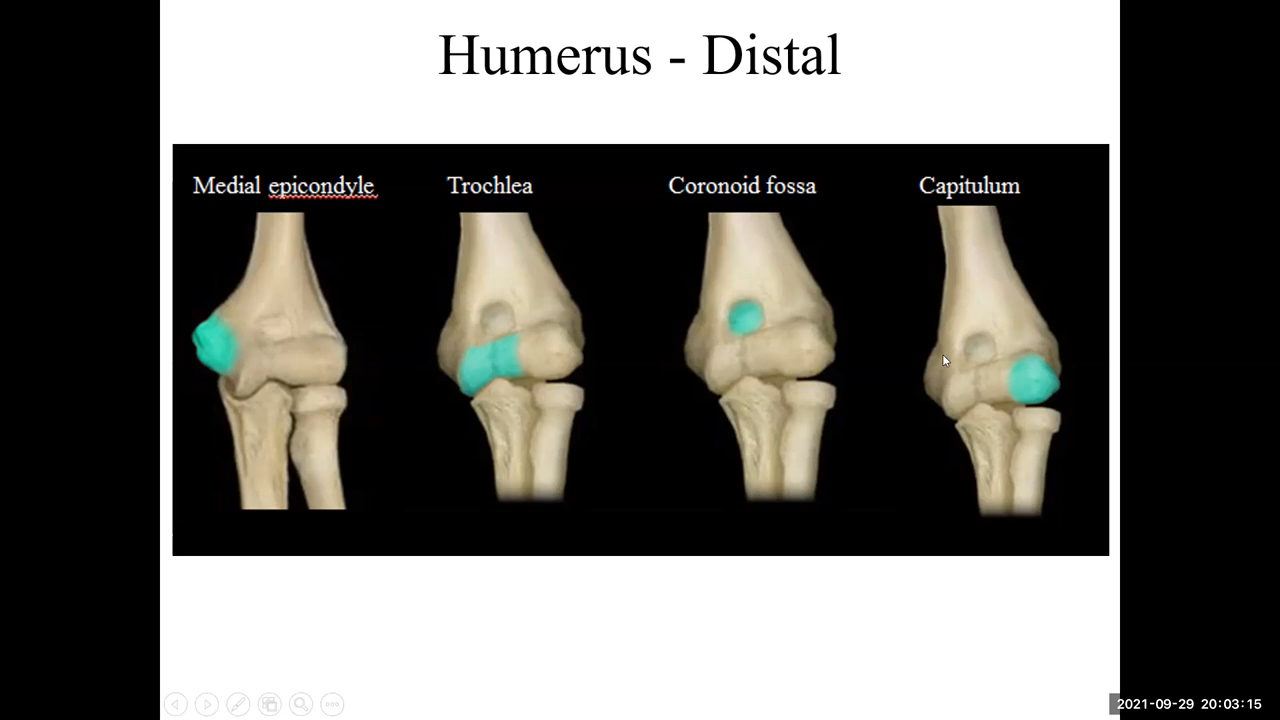 Humerus - Distal
Medial epicondyle
Trochlea
Coronoid fossa
Capitulum
2021-09-29 20:03:15